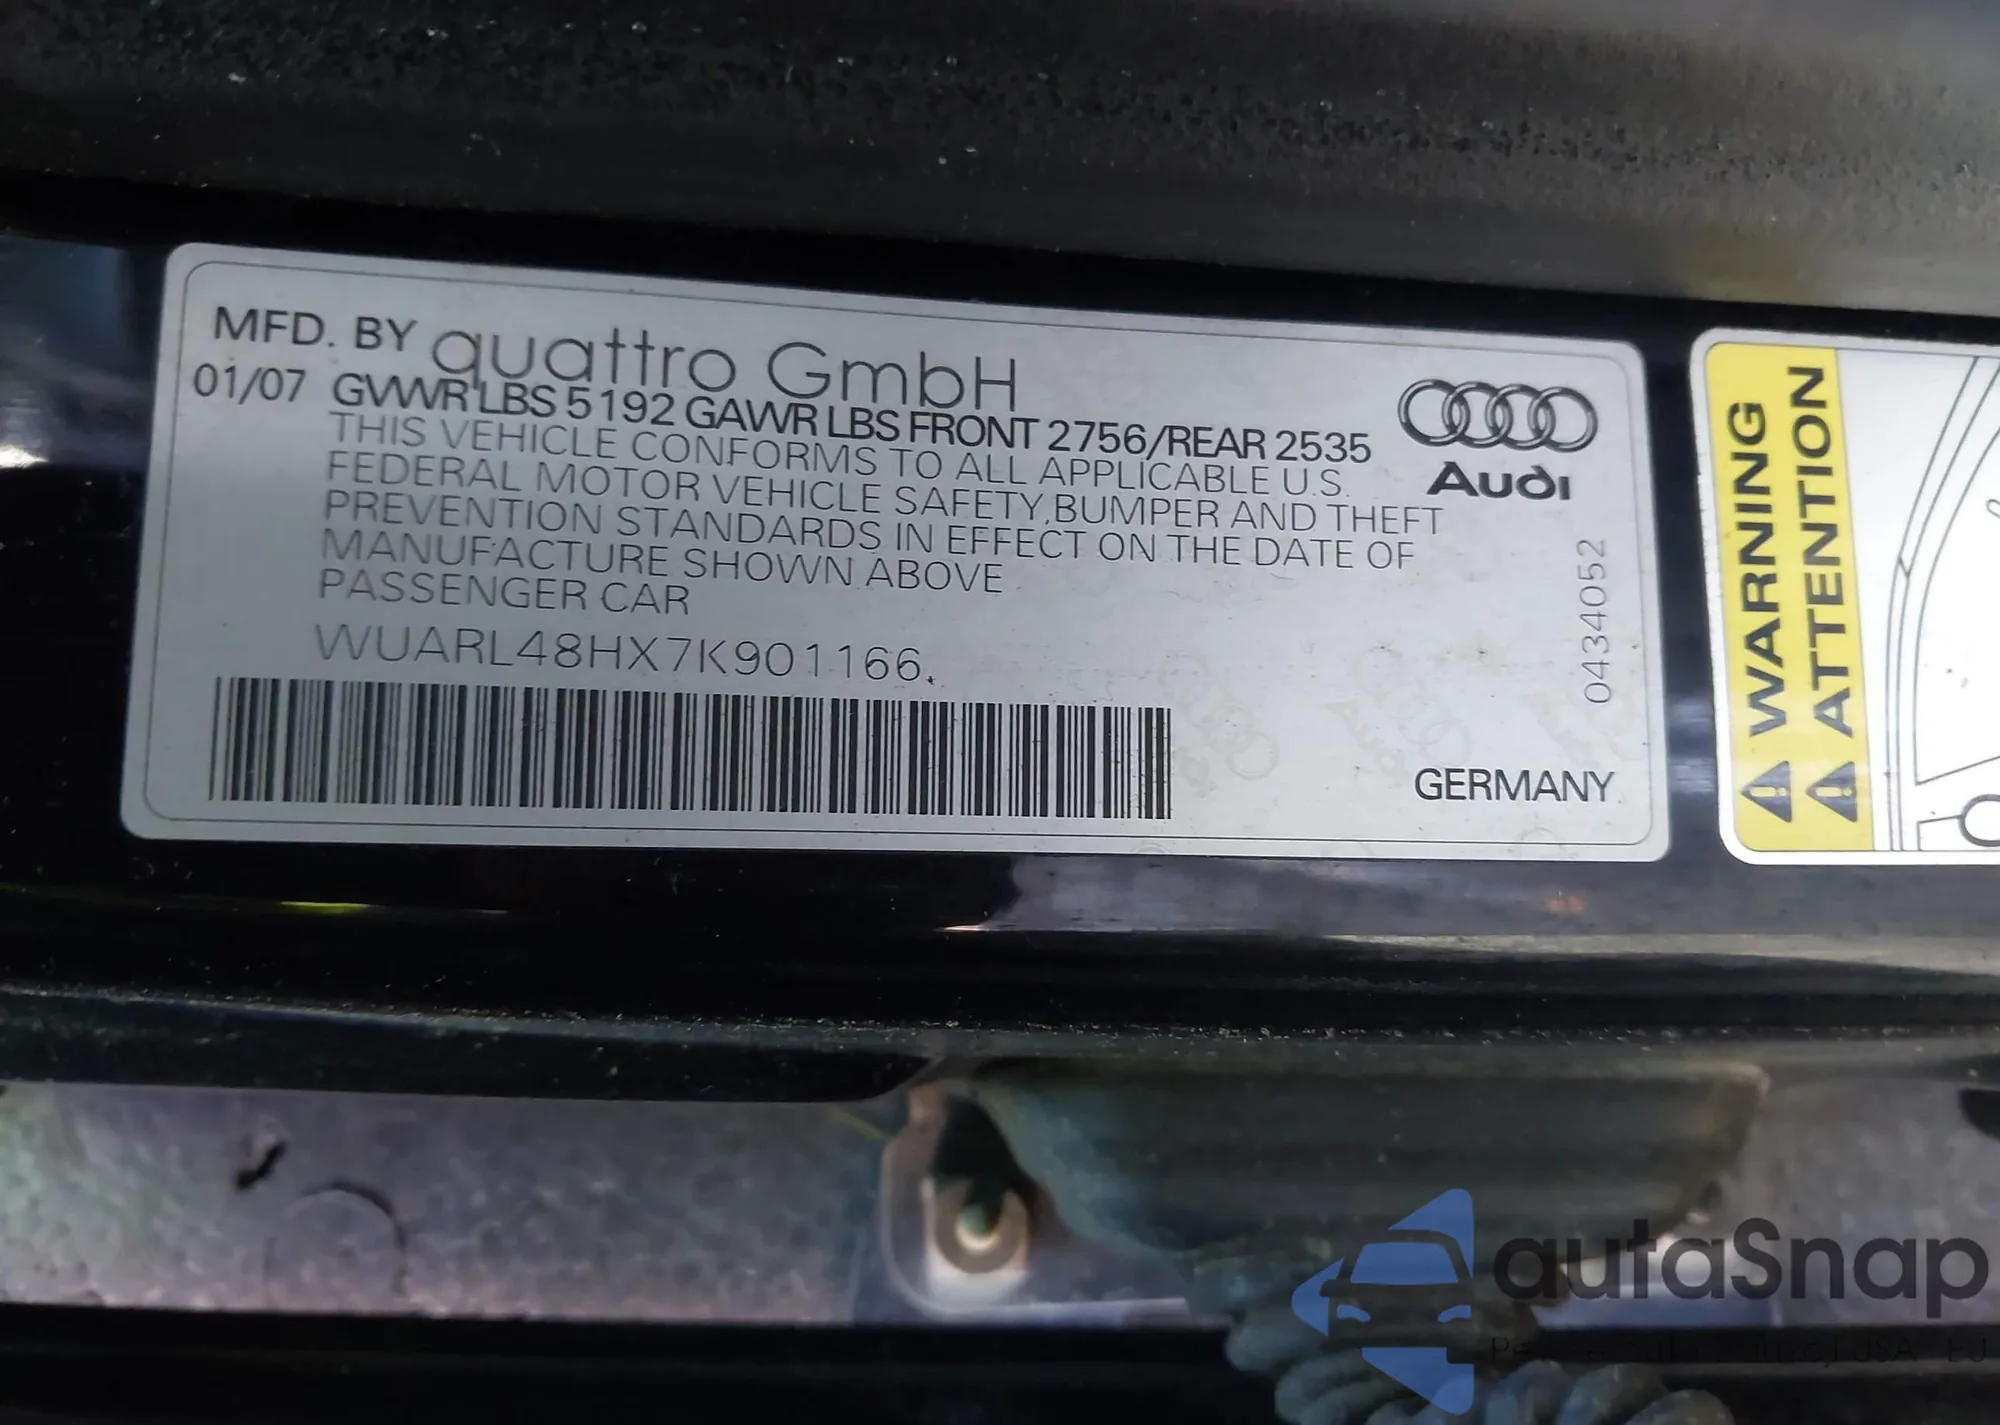 MFD. BY quattro GmbH
01/07 GVWR LBS 5192 GAWR LBS FRONT 2756/REAR 2535
THIS VEHICLE CONFORMS TO ALL APPLICABLE U.S.
FEDERAL MOTOR VEHICLE SAFETY,BUMPER AND THEFT
PREVENTION STANDARDS IN EFFECT ON THE DATE OF
MANUFACTURE SHOWN ABOVE
PASSENGER CAR
WUARL48HX7K901166.
Audi
0434052
GERMANY
WARNING
ATTENTION
autaSnap